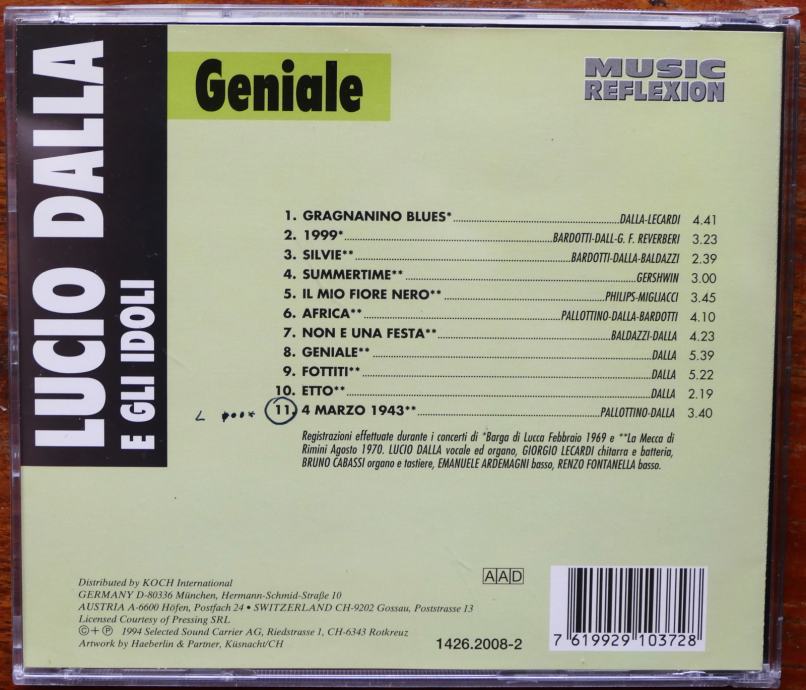 LUCIO DALLA
E GLI IDOLI
Geniale
MUSIC
REFLEXION
1. GRAGNANINO BLUES*........DALLA-LECARDI 4.41
2. 1999*........BARDOTTI-DALL-G. F. REVERBERI 3.23
3. SILVIE**........BARDOTTI-DALLA-BALDAZZI 2.39
4. SUMMERTIME**........GERSHWIN 3.00
5. IL MIO FIORE NERO**........PHILIPS-MIGLIACCI 3.45
6. AFRICA**........PALLOTTINO-DALLA-BARDOTTI 4.10
7. NON E UNA FESTA**........BALDAZZI-DALLA 4.23
8. GENIALE**........DALLA 5.39
9. FOTTITI**........DALLA 5.22
10. ETTO**........DALLA 2.19
11. 4 MARZO 1943**........PALLOTTINO-DALLA 3.40
Registrazioni effettuate durante i concerti di *Barga di Lucca Febbraio 1969 e **La Mecca di
Rimini Agosto 1970. LUCIO DALLA vocale ed organo, GIORGIO LECARDI chitarra e batteria,
BRUNO CABASSI organo e tastiere, EMANUELE ARDEMAGNI basso, RENZO FONTANELLA basso.
Distributed by KOCH International
GERMANY D-80336 München, Hermann-Schmid-Straße 10
AUSTRIA A-6600 Höfen, Postfach 24 • SWITZERLAND CH-9202 Gossau, Poststrasse 13
Licensed Courtesy of Pressing SRL
©+℗ 1994 Selected Sound Carrier AG, Riedstrasse 1, CH-6343 Rotkreuz
Artwork by Haeberlin & Partner, Küsnacht/CH
AAD
1426.2008-2
7 619929 103728